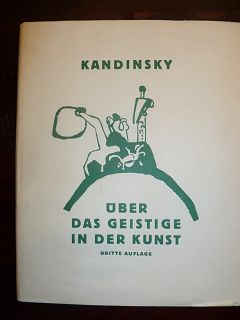 KANDINSKY
ÜBER
DAS GEISTIGE
IN DER KUNST
DRITTE AUFLAGE